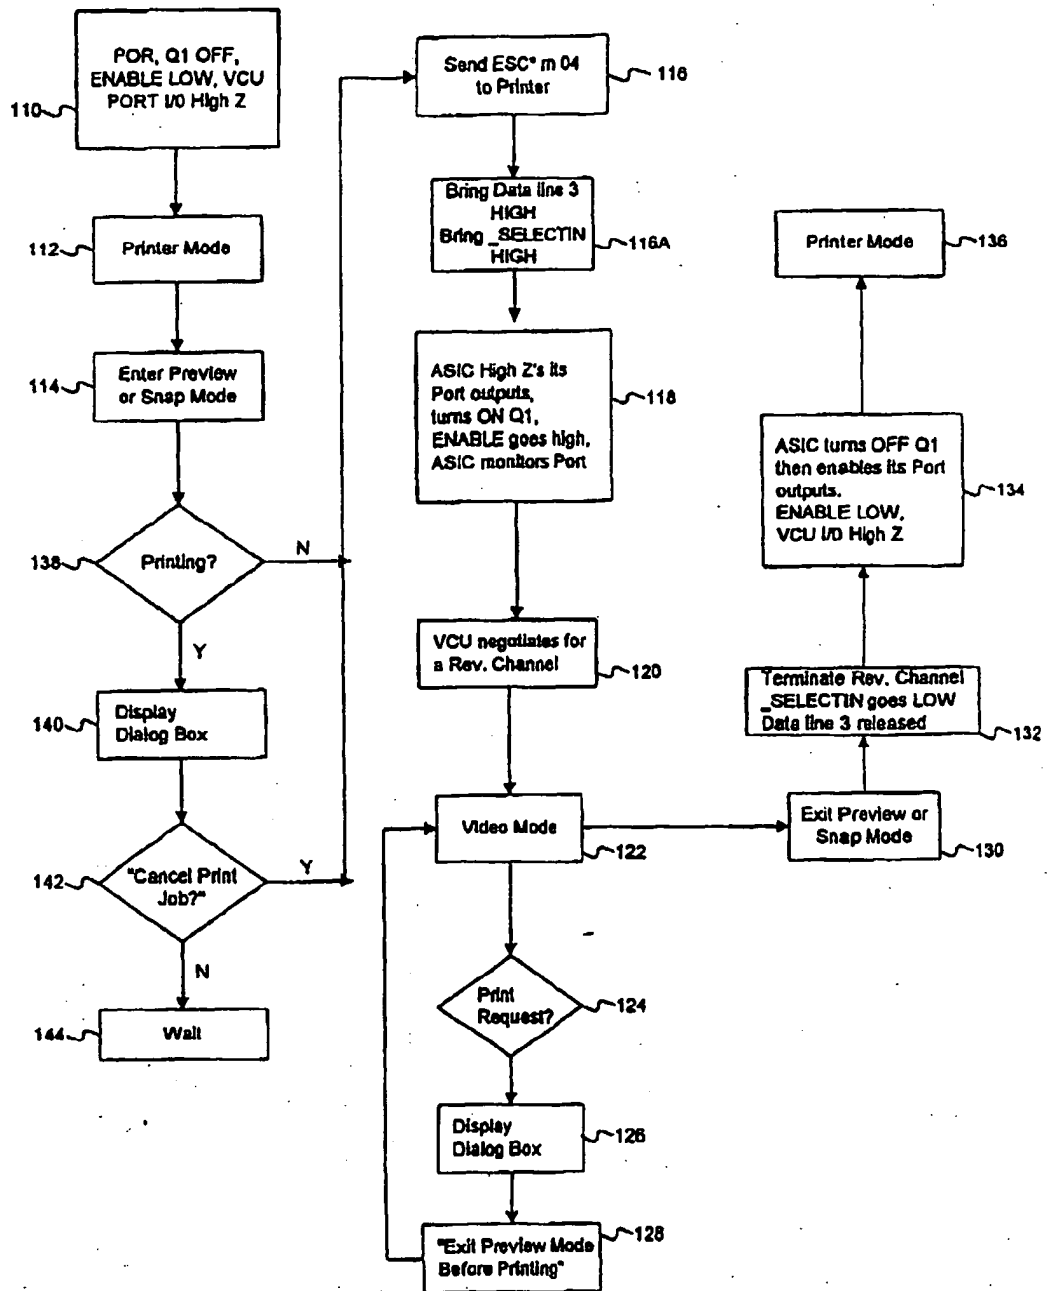 POR, Q1 OFF,
ENABLE LOW, VCU
PORT I/0 High Z
110
Printer Mode
112
Enter Preview
or Snap Mode
114
Printing?
138
N
Y
Display
Dialog Box
140
"Cancel Print
Job?"
142
Y
N
Wait
144
Send ESC* m 04
to Printer
116
Bring Data line 3
HIGH
Bring _SELECTIN
HIGH
116A
ASIC High Z's its
Port outputs,
turns ON Q1,
ENABLE goes high,
ASIC monitors Port
118
VCU negotiates for
a Rev. Channel
120
Video Mode
122
Print
Request?
124
Display
Dialog Box
126
"Exit Preview Mode
Before Printing"
128
Exit Preview or
Snap Mode
130
Terminate Rev. Channel
_SELECTIN goes LOW
Data line 3 released
132
ASIC turns OFF Q1
then enables its Port
outputs.
ENABLE LOW,
VCU I/0 High Z
134
Printer Mode
136